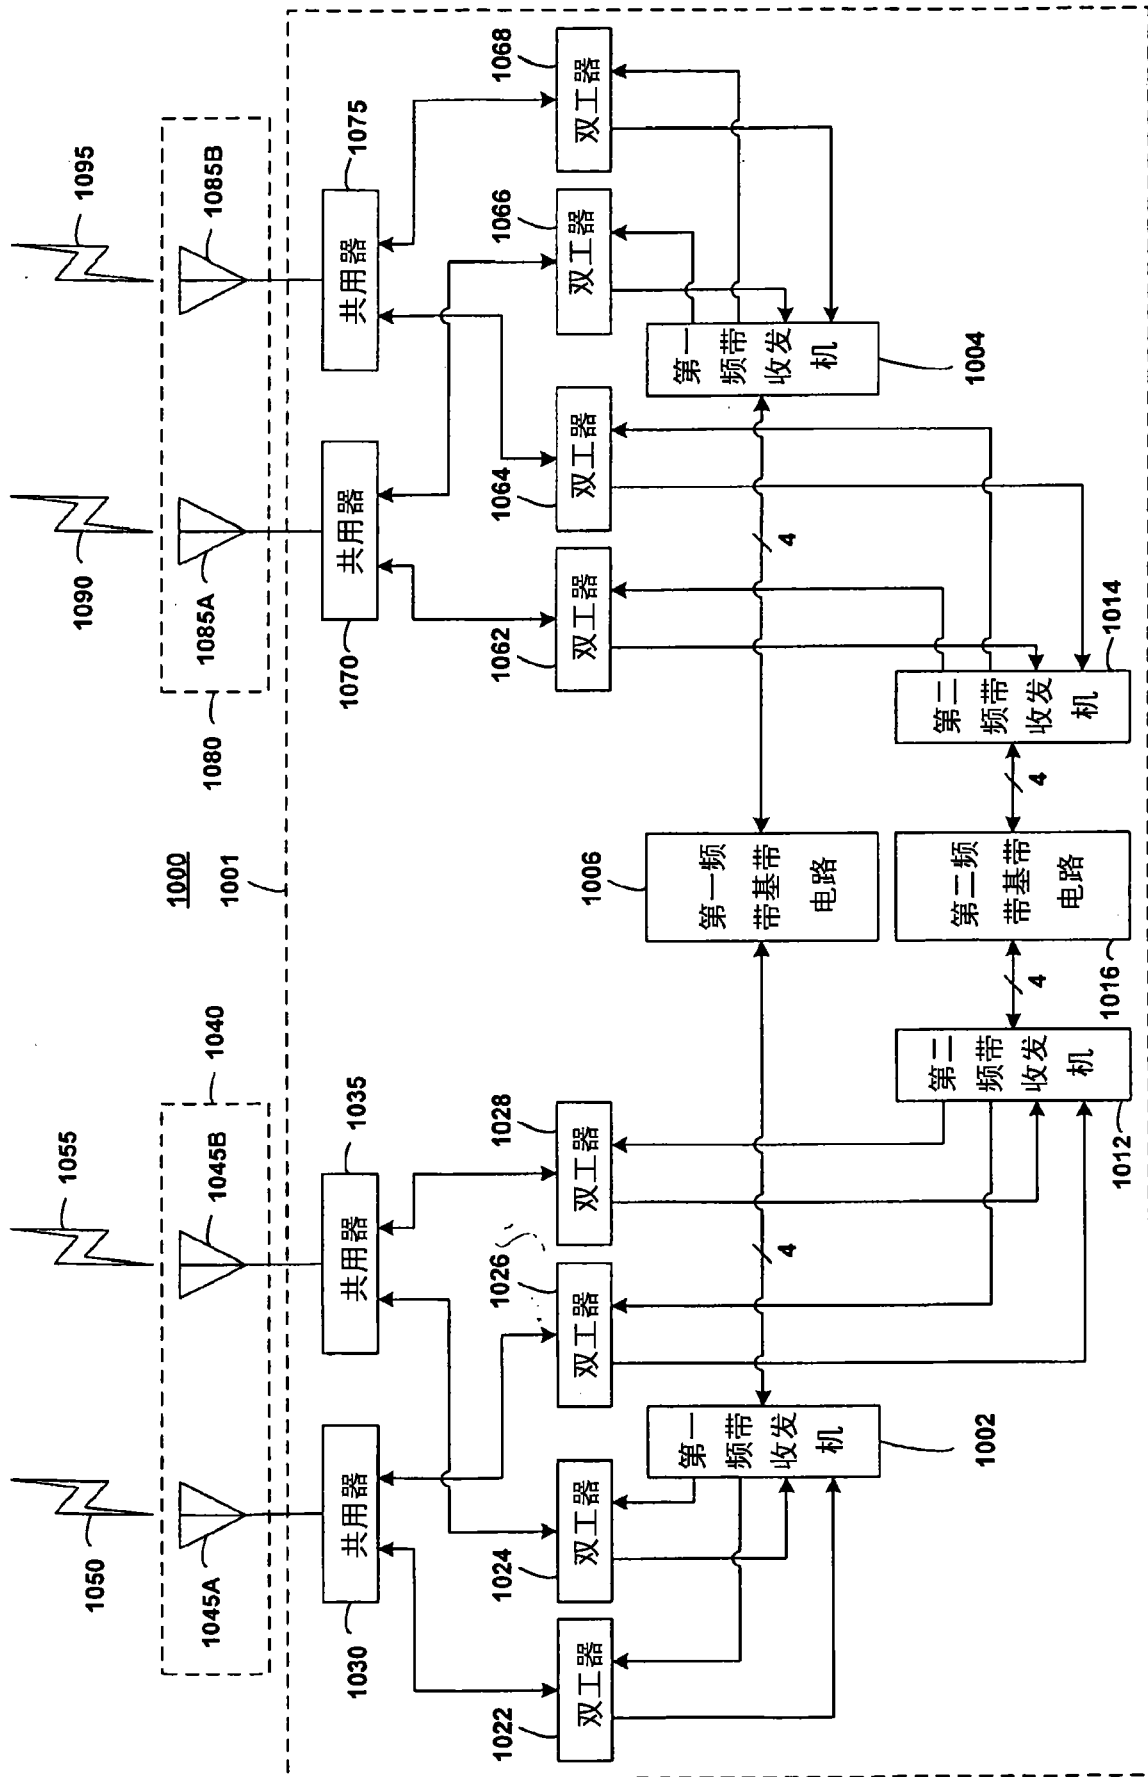 1000
1001
1050
1055
1090
1095
1040
1045A
1045B
1080
1085A
1085B
1030
共用器
1035
共用器
1070
共用器
1075
共用器
1022
双工器
1024
双工器
1026
双工器
1028
双工器
1062
双工器
1064
双工器
1066
双工器
1068
双工器
第一
频带
收发
机
1002
4
1006
第一频
带基带
电路
4
第一
频带
收发
机
1004
第二
频带
收发
机
1012
4
第二频
带基带
电路
1016
4
第二
频带
收发
机
1014